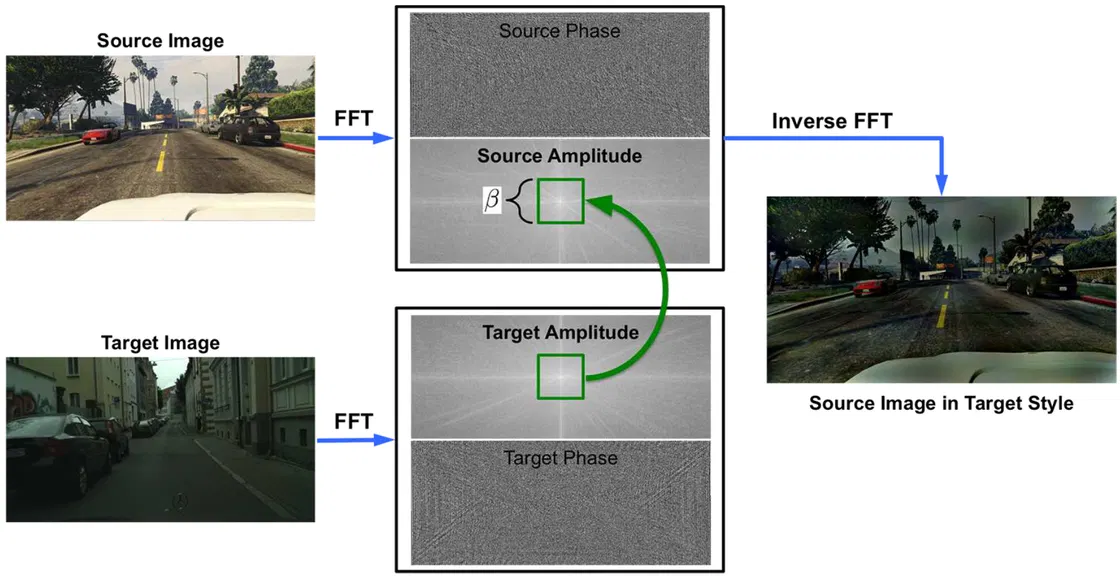 Source Image
FFT
Source Phase
Source Amplitude
β
Inverse FFT
Source Image in Target Style
Target Image
FFT
Target Amplitude
Target Phase